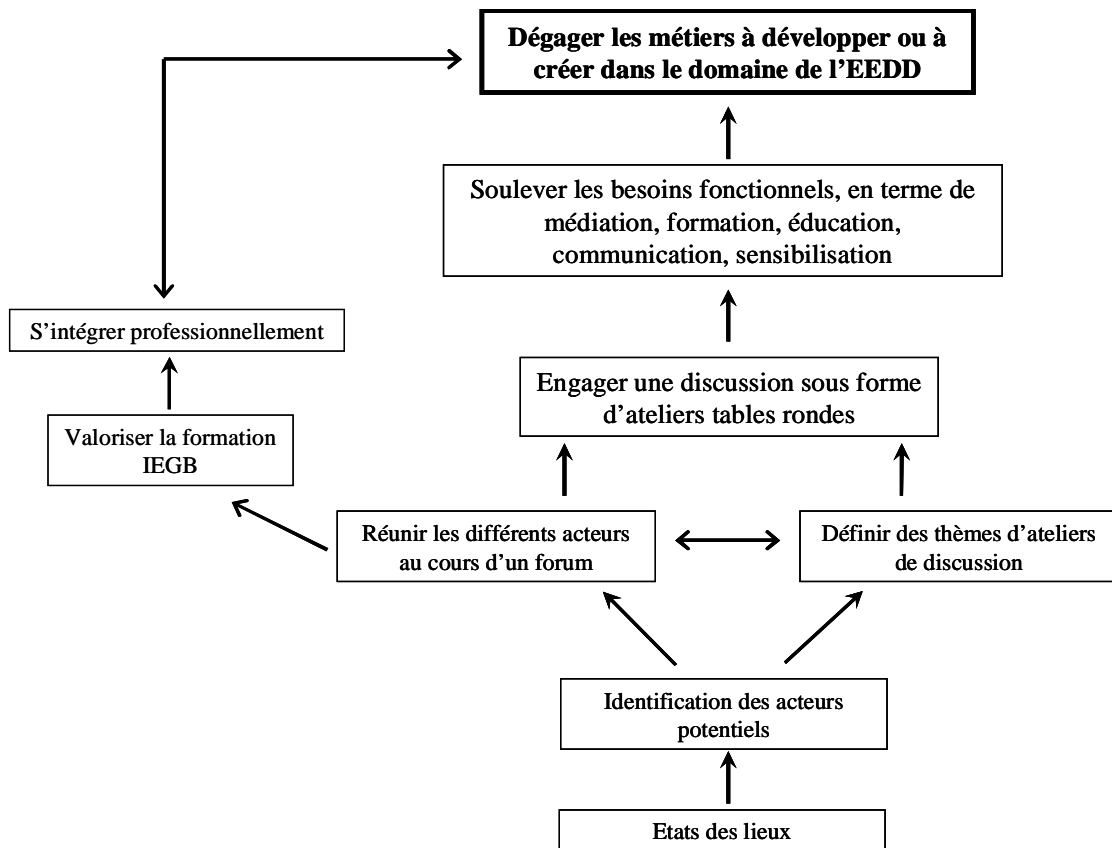 Dégager les métiers à développer ou à
créer dans le domaine de l’EEDD
Soulever les besoins fonctionnels, en terme de
médiation, formation, éducation,
communication, sensibilisation
S’intégrer professionnellement
Engager une discussion sous forme
d’ateliers tables rondes
Valoriser la formation
IEGB
Réunir les différents acteurs
au cours d’un forum
Définir des thèmes d’ateliers
de discussion
Identification des acteurs
potentiels
Etats des lieux